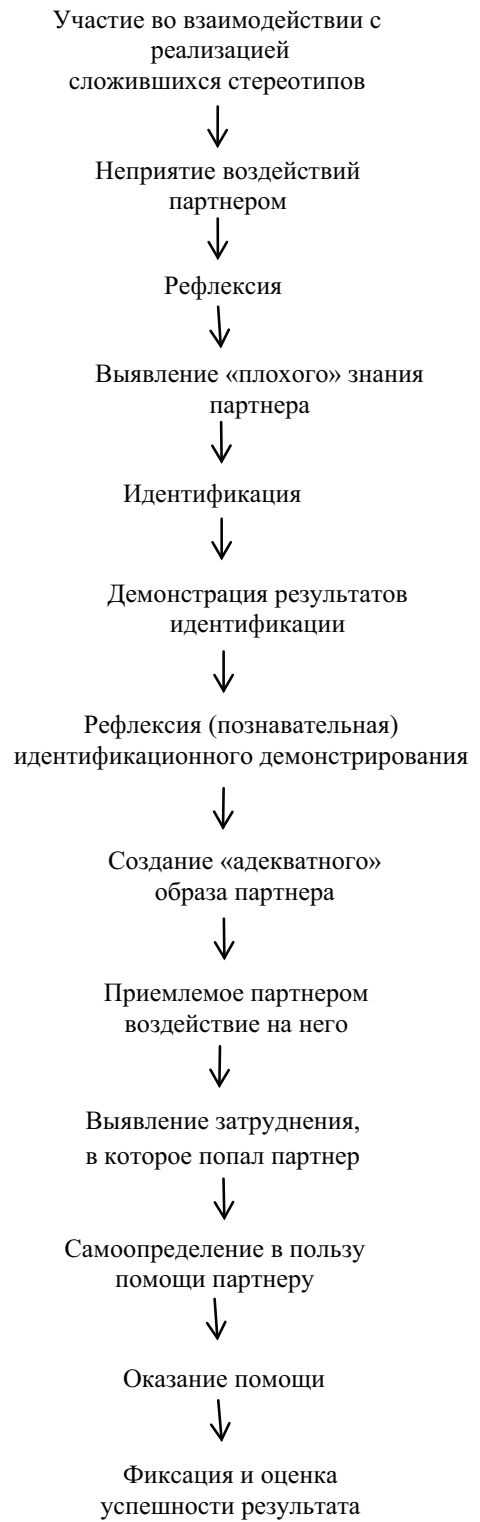 Участие во взаимодействии с
реализацией
сложившихся стереотипов
Неприятие воздействий
партнером
Рефлексия
Выявление «плохого» знания
партнера
Идентификация
Демонстрация результатов
идентификации
Рефлексия (познавательная)
идентификационного демонстрирования
Создание «адекватного»
образа партнера
Приемлемое партнером
воздействие на него
Выявление затруднения,
в которое попал партнер
Самоопределение в пользу
помощи партнеру
Оказание помощи
Фиксация и оценка
успешности результата